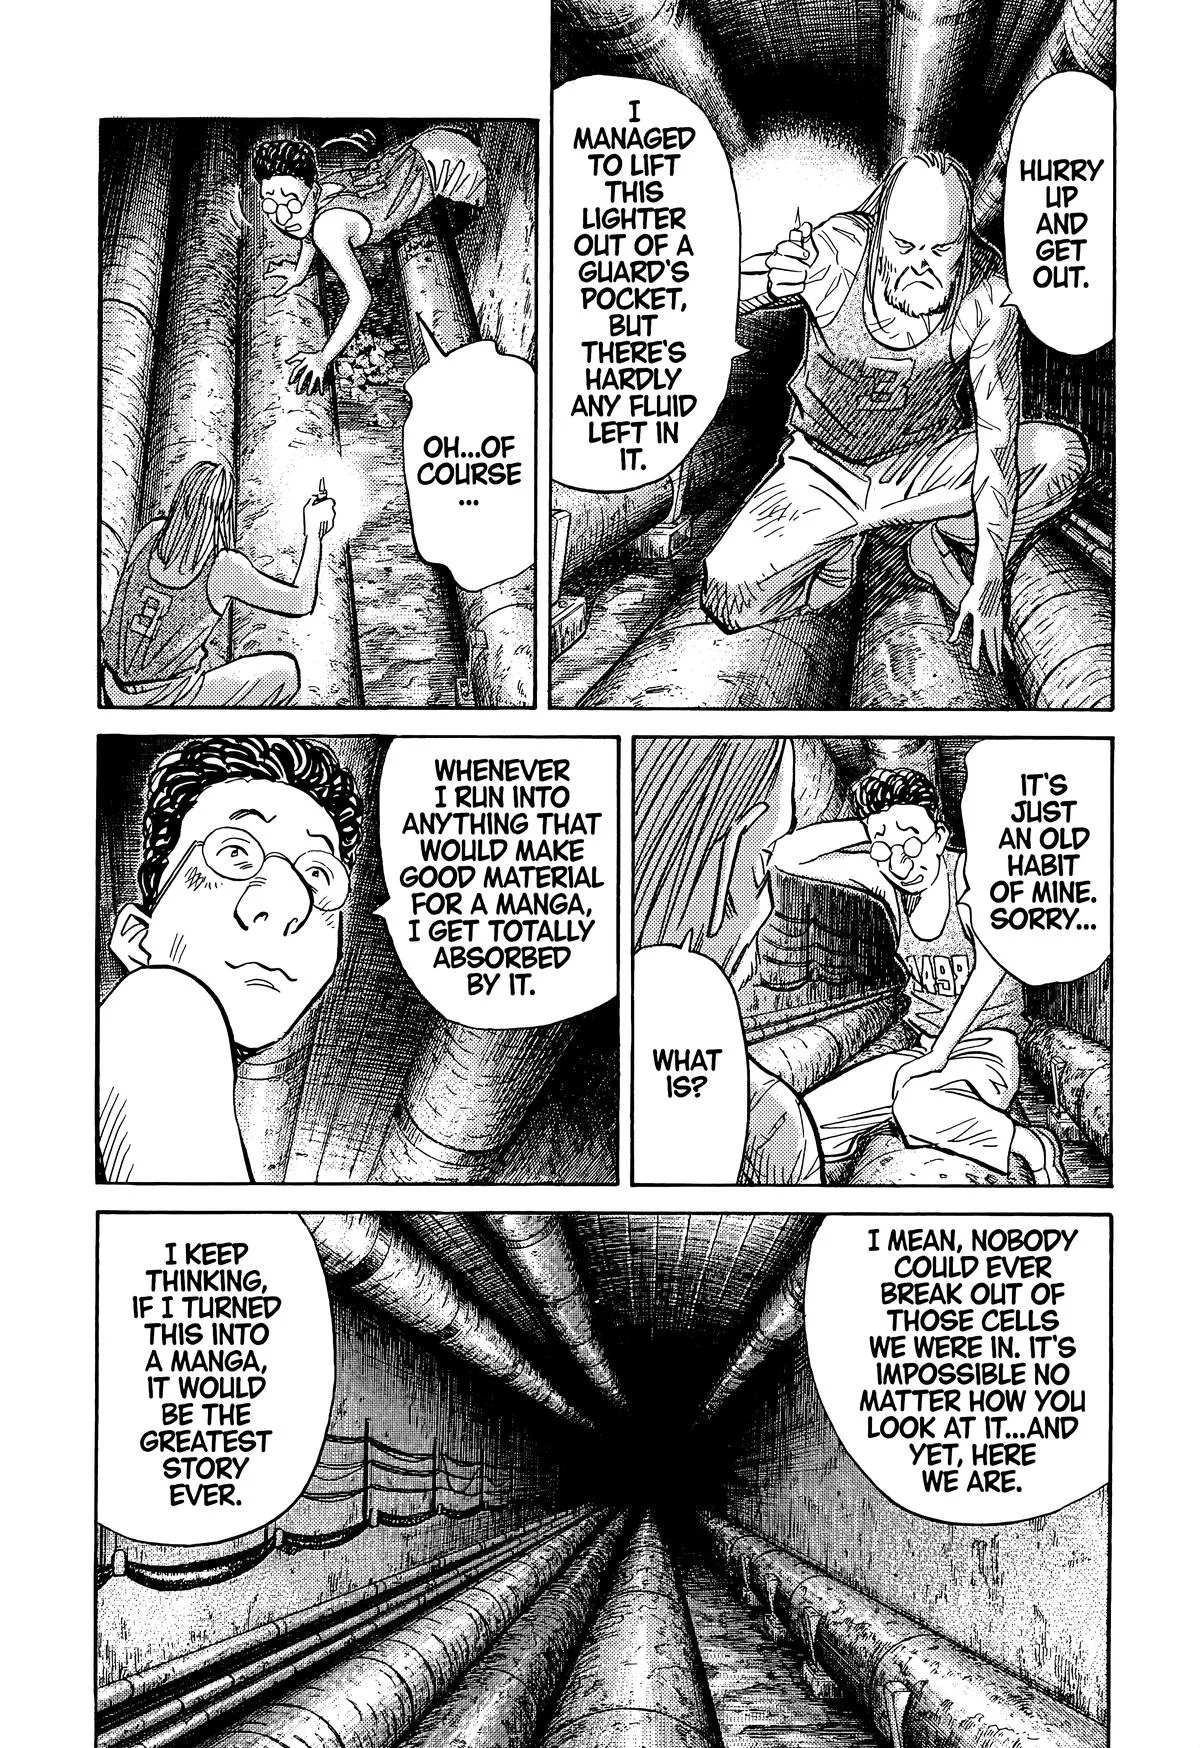 HURRY
UP
AND
GET
OUT.
I
MANAGED
TO LIFT
THIS
LIGHTER
OUT OF A
GUARD'S
POCKET,
BUT
THERE'S
HARDLY
ANY FLUID
LEFT IN
IT.
3
OH...OF
COURSE
...
3
IT'S
JUST
AN OLD
HABIT
OF MINE.
SORRY...
WHAT
IS?
WHENEVER
I RUN INTO
ANYTHING THAT
WOULD MAKE
GOOD MATERIAL
FOR A MANGA,
I GET TOTALLY
ABSORBED
BY IT.
I MEAN, NOBODY
COULD EVER
BREAK OUT OF
THOSE CELLS
WE WERE IN. IT'S
IMPOSSIBLE NO
MATTER HOW YOU
LOOK AT IT...AND
YET, HERE
WE ARE.
I KEEP
THINKING,
IF I TURNED
THIS INTO
A MANGA,
IT WOULD
BE THE
GREATEST
STORY
EVER.